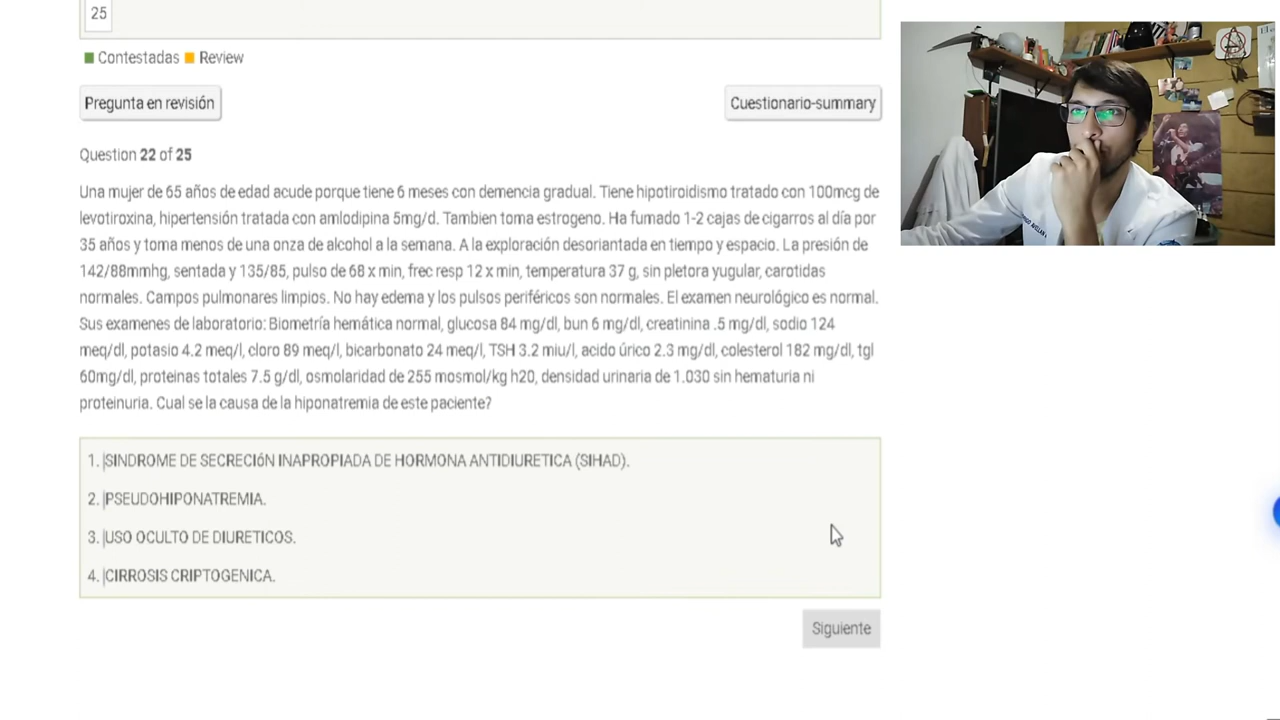 25
Contestadas Review
Pregunta en revisión
Cuestionario-summary
Question 22 of 25
Una mujer de 65 años de edad acude porque tiene 6 meses con demencia gradual. Tiene hipotiroidismo tratado con 100mcg de
levotiroxina, hipertensión tratada con amlodipina 5mg/d. Tambien toma estrogeno. Ha fumado 1-2 cajas de cigarros al día por
35 años y toma menos de una onza de alcohol a la semana. A la exploración desoriantada en tiempo y espacio. La presión de
142/88mmhg, sentada y 135/85, pulso de 68 x min, frec resp 12 x min, temperatura 37 g, sin pletora yugular, carotidas
normales. Campos pulmonares limpios. No hay edema y los pulsos periféricos son normales. El examen neurológico es normal.
Sus examenes de laboratorio: Biometría hemática normal, glucosa 84 mg/dl, bun 6 mg/dl, creatinina .5 mg/dl, sodio 124
meq/dl, potasio 4.2 meq/l, cloro 89 meq/l, bicarbonato 24 meq/l, TSH 3.2 miu/l, acido úrico 2.3 mg/dl, colesterol 182 mg/dl, tgl
60mg/dl, proteinas totales 7.5 g/dl, osmolaridad de 255 mosmol/kg h20, densidad urinaria de 1.030 sin hematuria ni
proteinuria. Cual se la causa de la hiponatremia de este paciente?
1. SINDROME DE SECRECIóN INAPROPIADA DE HORMONA ANTIDIURETICA (SIHAD).
2. PSEUDOHIPONATREMIA.
3. USO OCULTO DE DIURETICOS.
4. CIRROSIS CRIPTOGENICA.
Siguiente